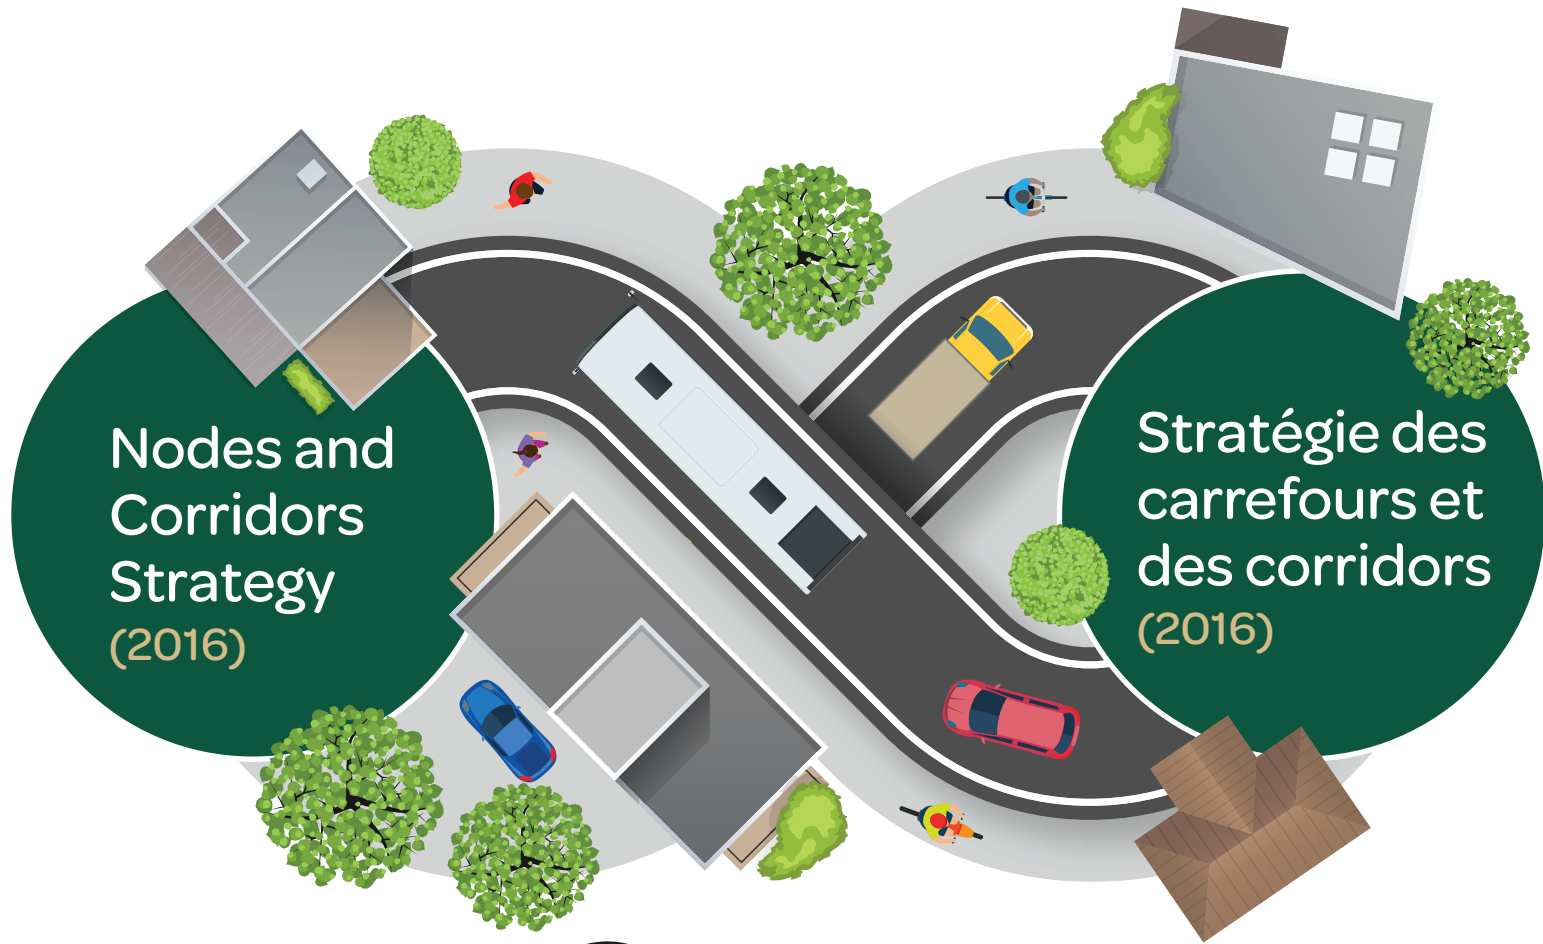 Nodes and
Corridors
Strategy
(2016)
Stratégie des
carrefours et
des corridors
(2016)